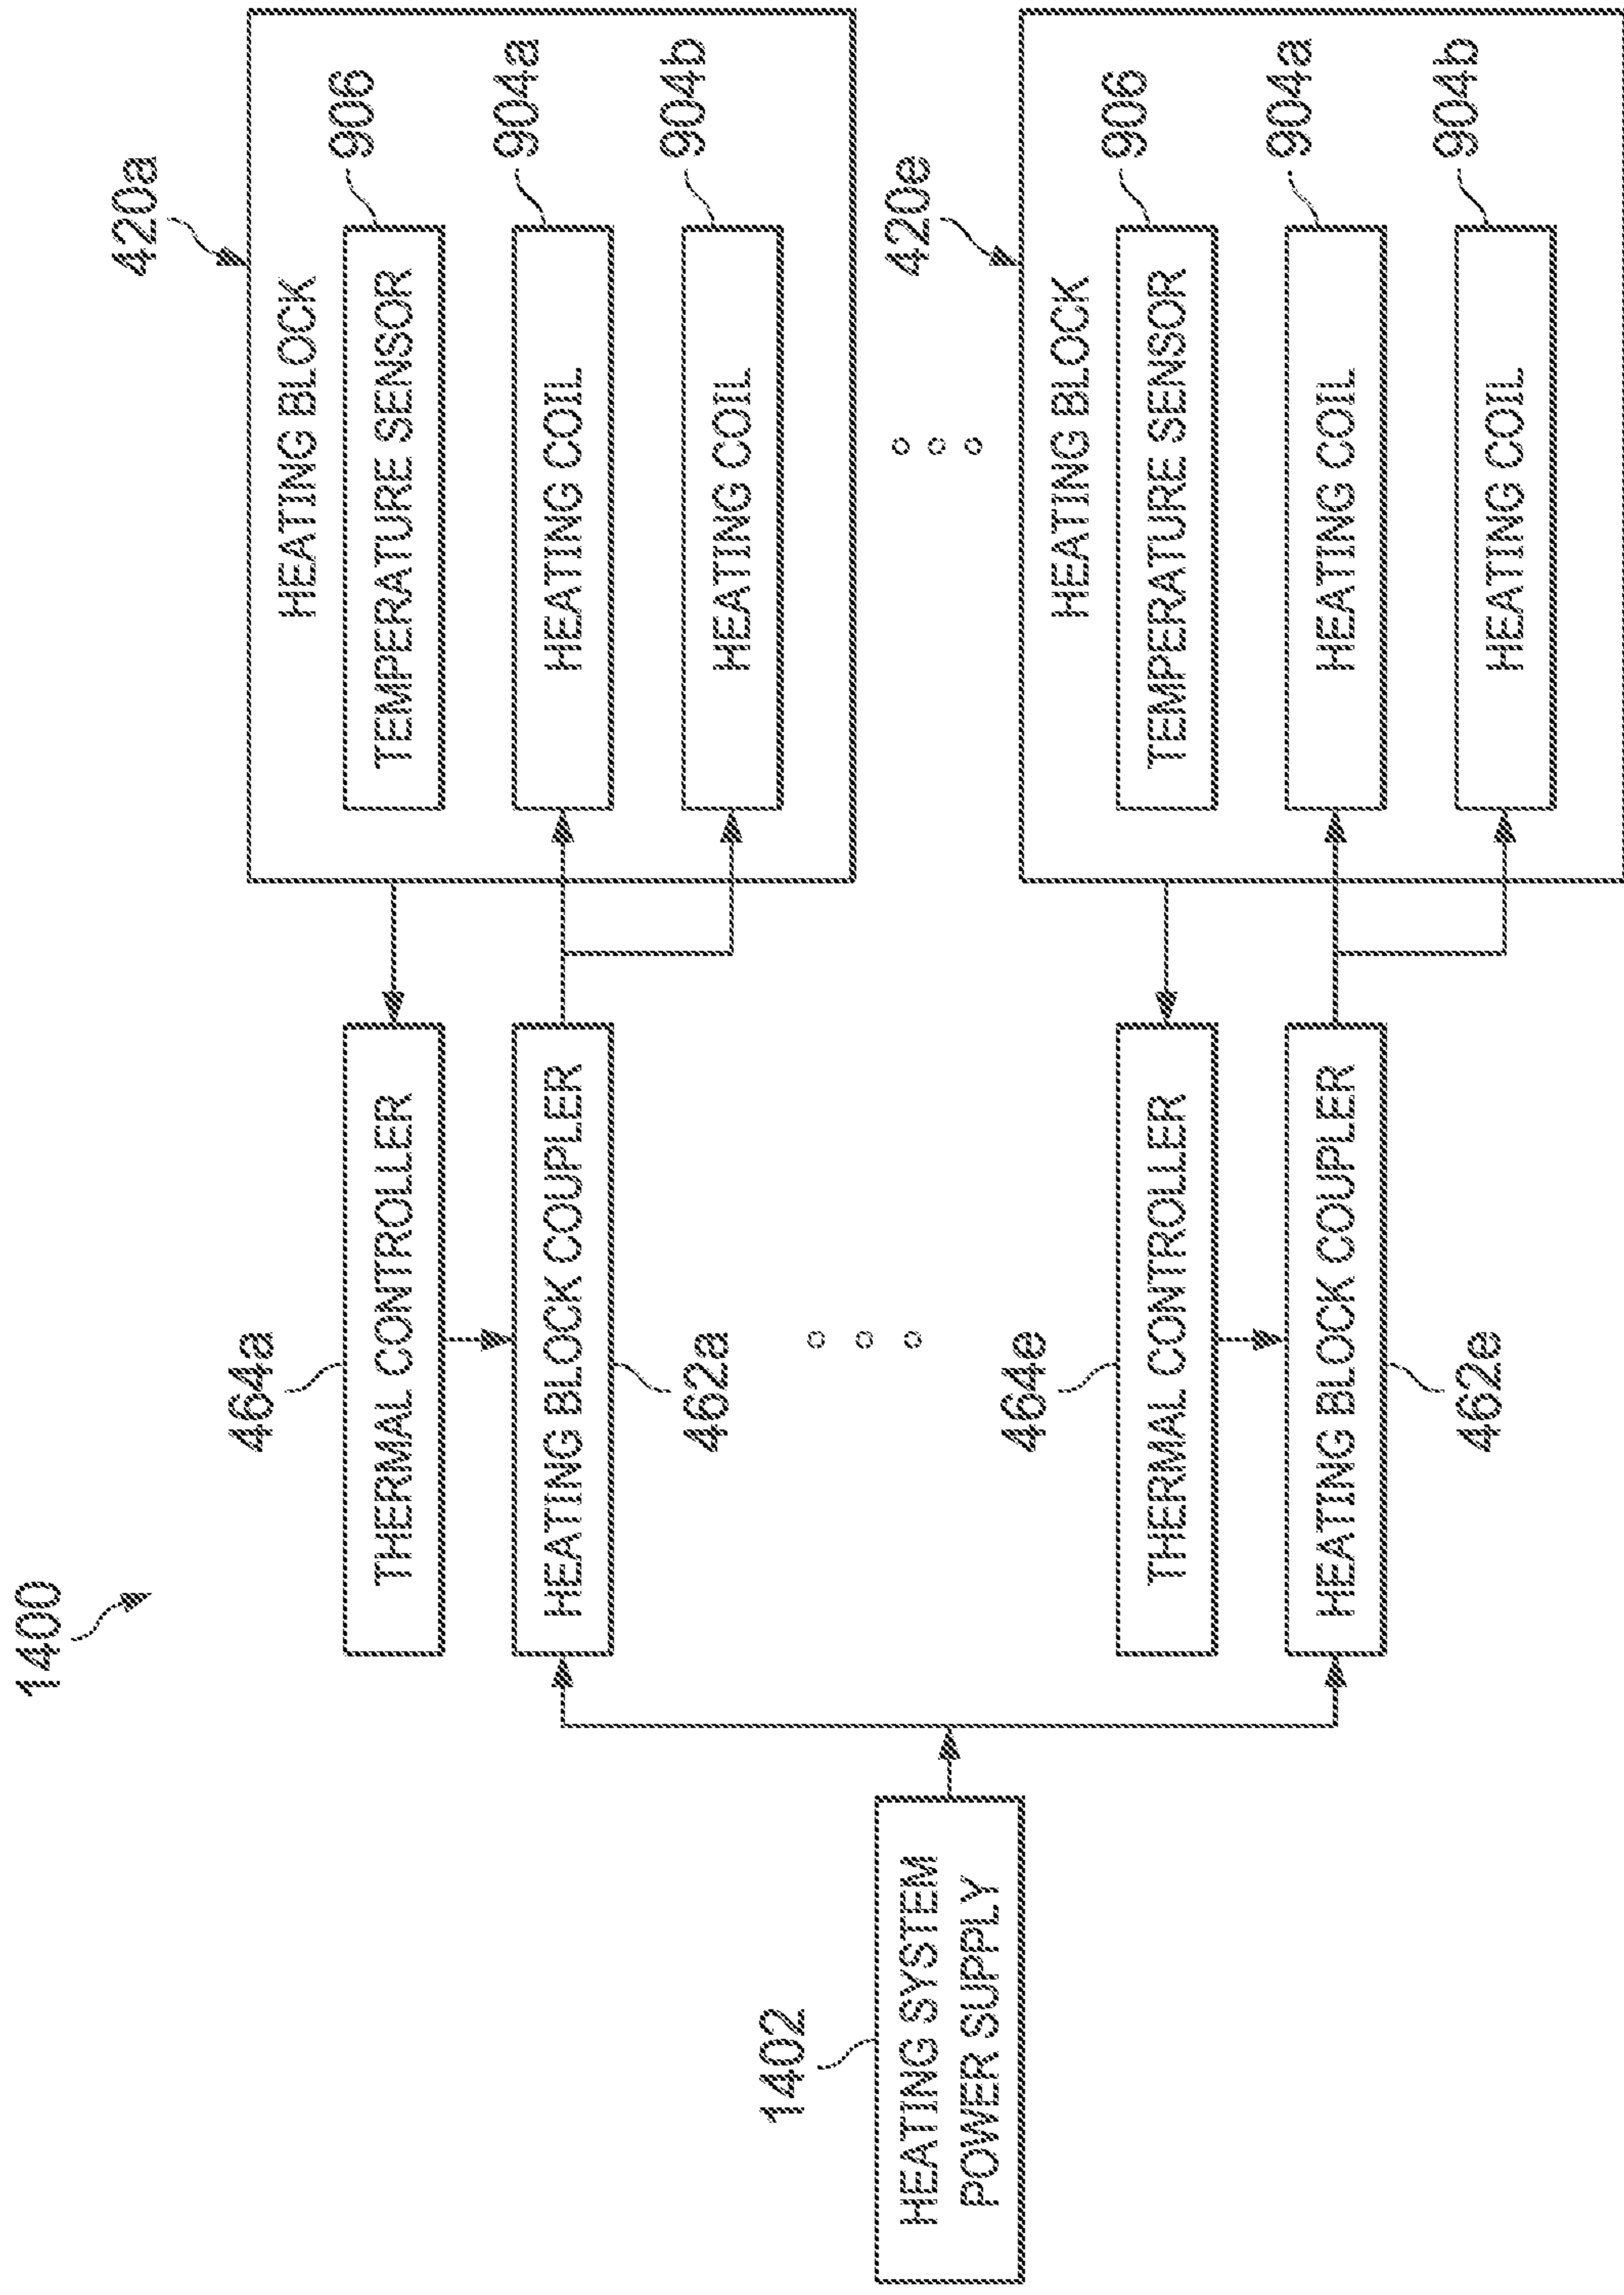 1400
420a
HEATING BLOCK
464a
THERMAL CONTROLLER
TEMPERATURE SENSOR
906
HEATING BLOCK COUPLER
HEATING COIL
904a
462a
HEATING COIL
904b
1402
HEATING SYSTEM
POWER SUPPLY
420e
HEATING BLOCK
464e
THERMAL CONTROLLER
TEMPERATURE SENSOR
906
HEATING BLOCK COUPLER
HEATING COIL
904a
462e
HEATING COIL
904b